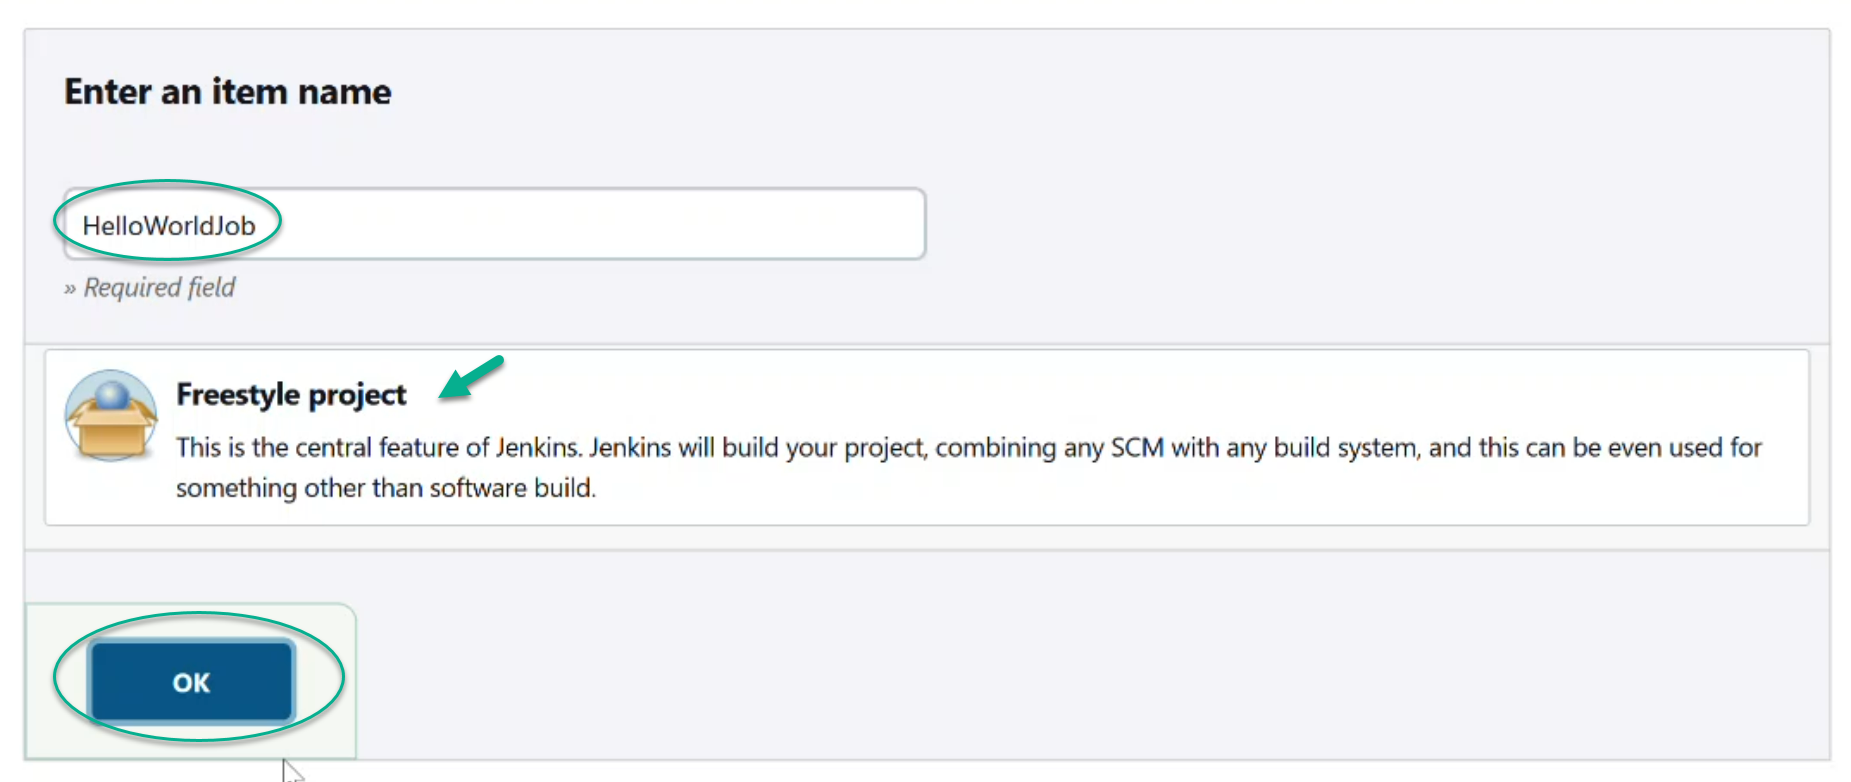 Enter an item name
HelloWorldJob
» Required field
Freestyle project
This is the central feature of Jenkins. Jenkins will build your project, combining any SCM with any build system, and this can be even used for
something other than software build.
OK